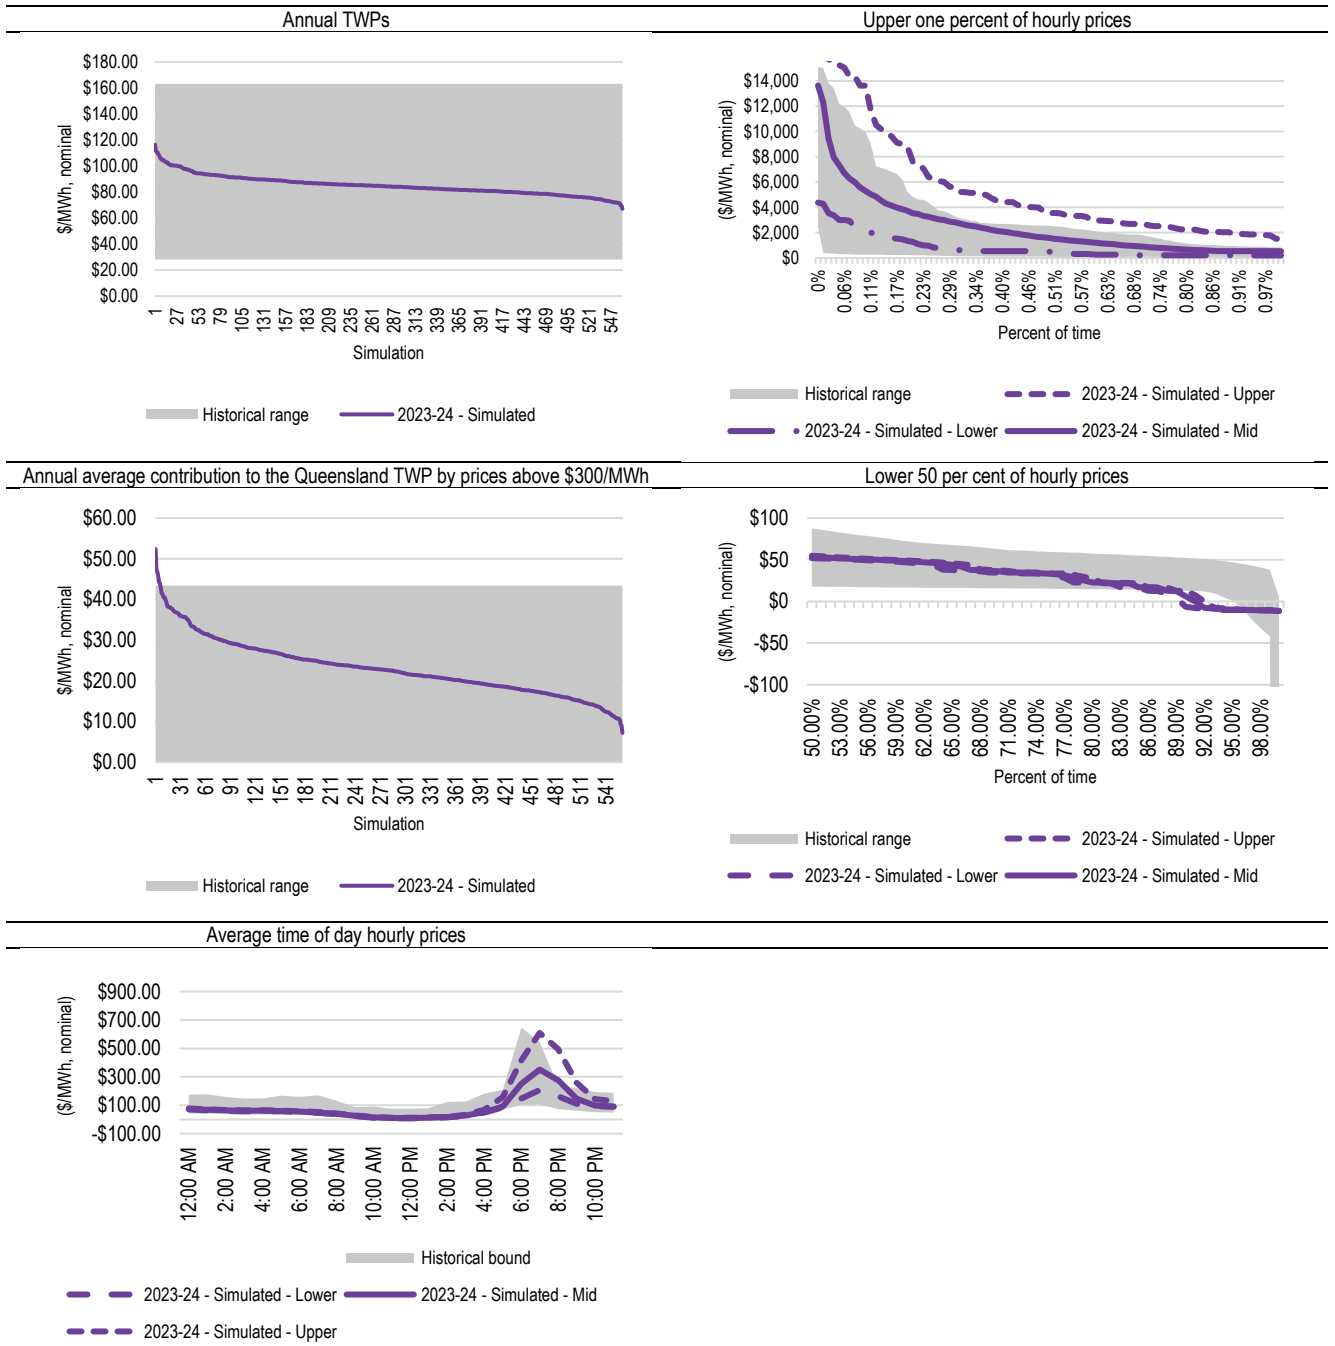 Annual TWPs
$/MWh, nominal
$180.00
$160.00
$140.00
$120.00
$100.00
$80.00
$60.00
$40.00
$20.00
$0.00
1 27 53 79 105 131 157 183 209 235 261 287 313 339 365 391 417 443 469 495 521 547
Simulation
Historical range 2023-24 - Simulated
Upper one percent of hourly prices
($/MWh, nominal)
$14,000
$12,000
$10,000
$8,000
$6,000
$4,000
$2,000
$0
0% 0.06% 0.11% 0.17% 0.23% 0.29% 0.34% 0.40% 0.46% 0.51% 0.57% 0.63% 0.68% 0.74% 0.80% 0.86% 0.91% 0.97%
Percent of time
Historical range 2023-24 - Simulated - Upper
2023-24 - Simulated - Lower 2023-24 - Simulated - Mid
Annual average contribution to the Queensland TWP by prices above $300/MWh
$/MWh, nominal
$60.00
$50.00
$40.00
$30.00
$20.00
$10.00
$0.00
1 31 61 91 121 151 181 211 241 271 301 331 361 391 421 451 481 511 541
Simulation
Historical range 2023-24 - Simulated
Lower 50 per cent of hourly prices
($/MWh, nominal)
$100
$50
$0
-$50
-$100
50.00% 53.00% 56.00% 59.00% 62.00% 65.00% 68.00% 71.00% 74.00% 77.00% 80.00% 83.00% 86.00% 89.00% 92.00% 95.00% 98.00%
Percent of time
Historical range 2023-24 - Simulated - Upper
2023-24 - Simulated - Lower 2023-24 - Simulated - Mid
Average time of day hourly prices
($/MWh, nominal)
$900.00
$700.00
$500.00
$300.00
$100.00
-$100.00
12:00 AM 2:00 AM 4:00 AM 6:00 AM 8:00 AM 10:00 AM 12:00 PM 2:00 PM 4:00 PM 6:00 PM 8:00 PM 10:00 PM
Historical bound
2023-24 - Simulated - Lower 2023-24 - Simulated - Mid
2023-24 - Simulated - Upper